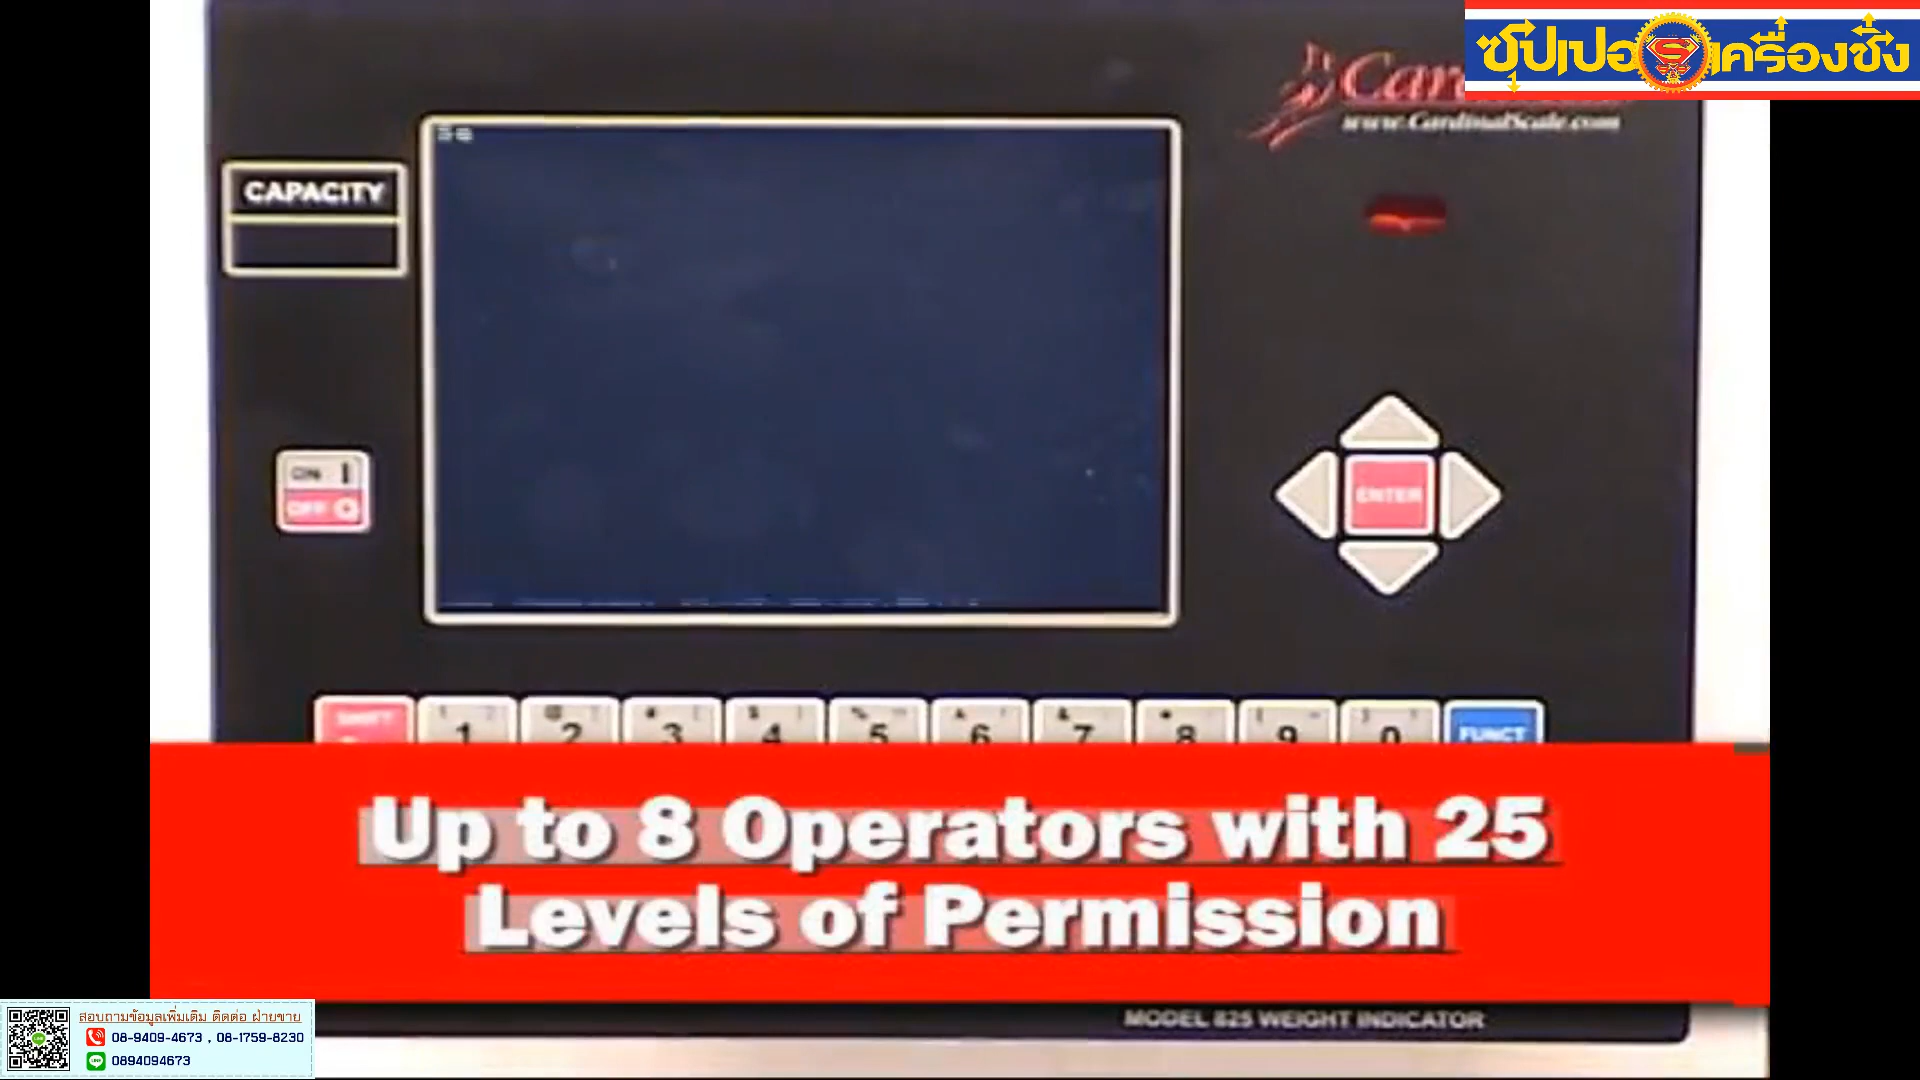 ซุปเปอร์เครื่องชั่ง
www.CardinalScale.com
CAPACITY
ON I
OFF O
ENTER
SHIFT 1 2 3 4 5 6 7 8 9 0 FUNCT
Up to 8 Operators with 25
Levels of Permission
MODEL 825 WEIGHT INDICATOR
สอบถามข้อมูลเพิ่มเติม ติดต่อ ฝ่ายขาย
08-9409-4673 , 08-1759-8230
0894094673